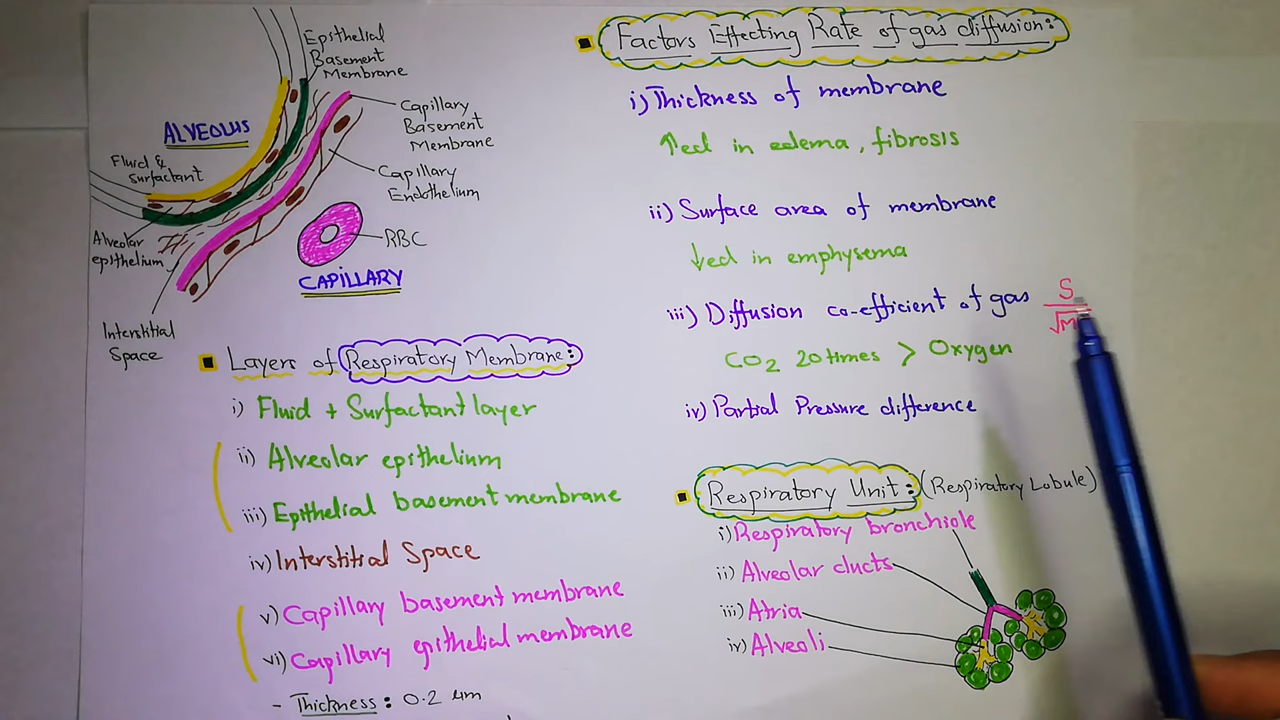 Epithelial
Basement
Membrane
ALVEOLUS
Capillary
Basement
Membrane
Fluid &
surfactant
Capillary
Endothelium
RBC
Alveolar
epithelium
CAPILLARY
Interstitial
Space
Layers of Respiratory Membrane:
i) Fluid + Surfactant layer
ii) Alveolar epithelium
iii) Epithelial basement membrane
iv) Interstitial Space
v) Capillary basement membrane
vi) Capillary epithelial membrane
- Thickness: 0.2 um
Factors Effecting Rate of gas diffusion:
i) Thickness of membrane
↑ed in edema, fibrosis
ii) Surface area of membrane
↓ed in emphysema
iii) Diffusion co-efficient of gas S
√M
CO2 20 times > Oxygen
iv) Partial Pressure difference
Respiratory Unit: (Respiratory Lobule)
i) Respiratory bronchiole
ii) Alveolar ducts
iii) Atria
iv) Alveoli